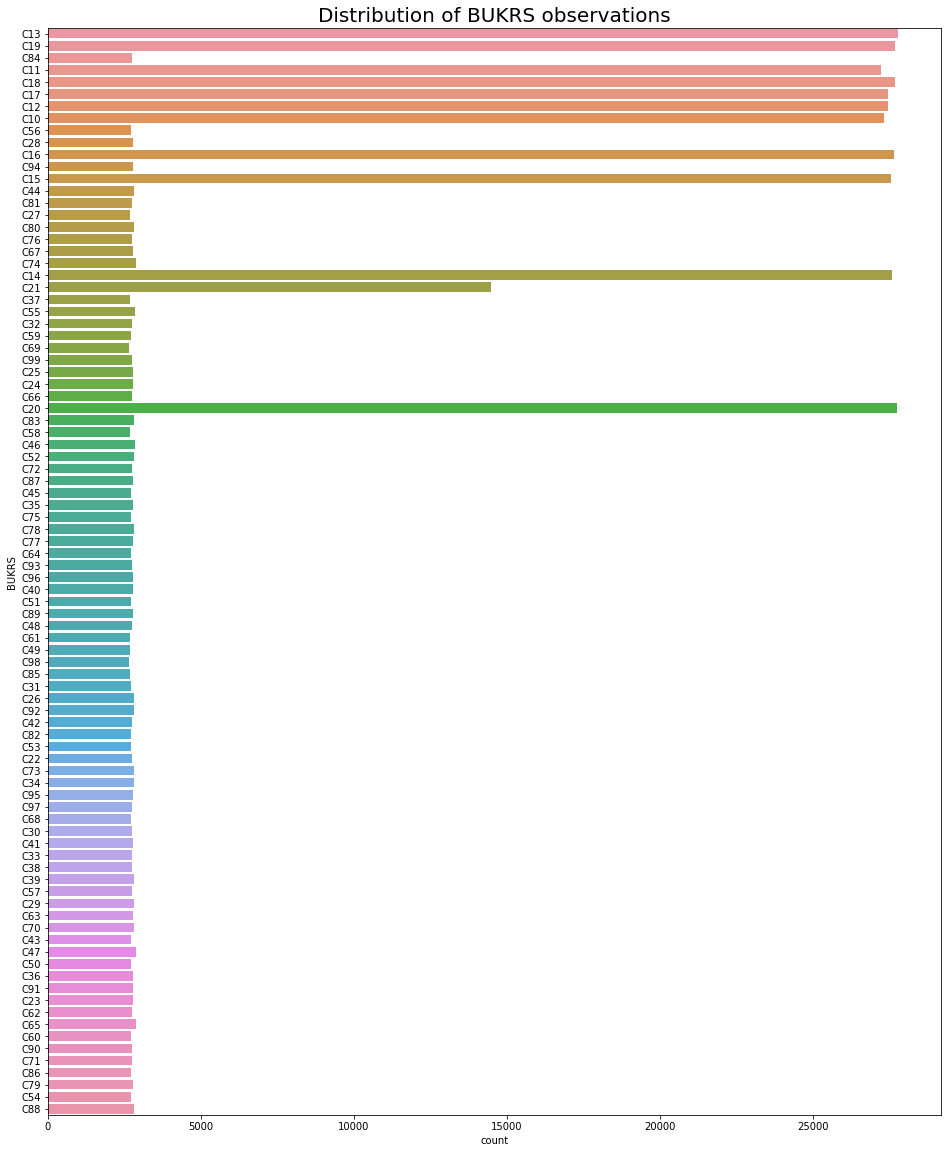 Distribution of BUKRS observations
C13
C19
C84
C11
C18
C17
C12
C10
C56
C28
C16
C94
C15
C44
C81
C27
C80
C76
C67
C74
C14
C21
C37
C55
C32
C59
C69
C99
C25
C24
C66
C20
C83
C58
C46
C52
C72
C87
C45
C35
C75
C78
C77
C64
C93
C96
C40
C51
C89
C48
C61
C49
C98
C85
C31
C26
C92
C42
C82
C53
C22
C73
C34
C95
C97
C68
C30
C41
C33
C38
C39
C57
C29
C63
C70
C43
C47
C50
C36
C91
C23
C62
C65
C60
C90
C71
C86
C79
C54
C88
BUKRS
0 5000 10000 15000 20000 25000
count